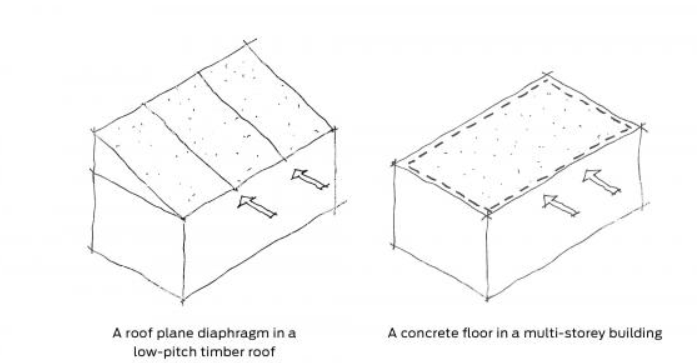 A roof plane diaphragm in a
low-pitch timber roof
A concrete floor in a multi-storey building